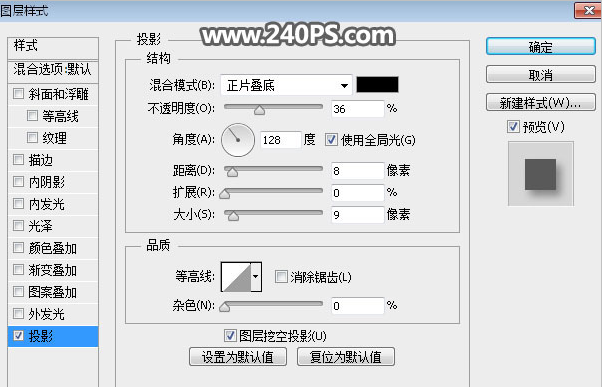 图层样式
www.240PS.com
样式
混合选项:默认
斜面和浮雕
等高线
纹理
描边
内阴影
内发光
光泽
颜色叠加
渐变叠加
图案叠加
外发光
投影
投影
结构
混合模式(B): 正片叠底
不透明度(O): 36 %
角度(A): 128 度 使用全局光(G)
距离(D): 8 像素
扩展(R): 0 %
大小(S): 9 像素
品质
等高线: 消除锯齿(L)
杂色(N): 0 %
图层挖空投影(U)
设置为默认值 复位为默认值
确定
取消
新建样式(W)...
预览(V)